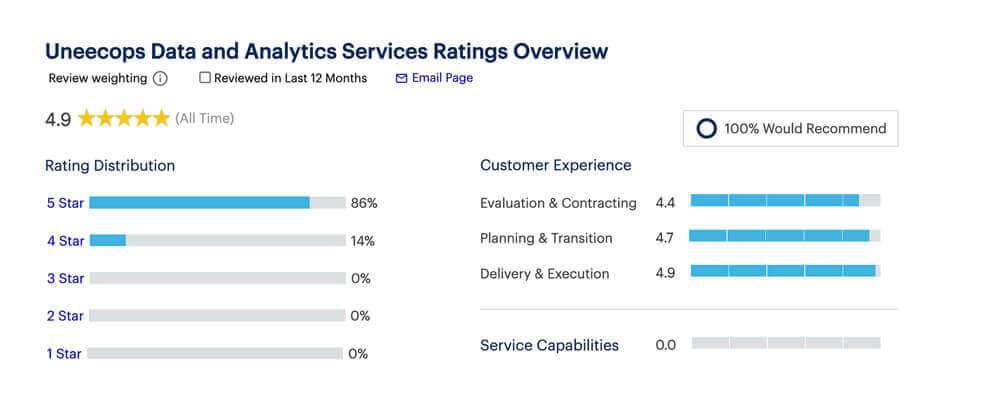 Uneecops Data and Analytics Services Ratings Overview
Review weighting Reviewed in Last 12 Months Email Page
4.9 (All Time)
100% Would Recommend
Rating Distribution
5 Star 86%
4 Star 14%
3 Star 0%
2 Star 0%
1 Star 0%
Customer Experience
Evaluation & Contracting 4.4
Planning & Transition 4.7
Delivery & Execution 4.9
Service Capabilities 0.0